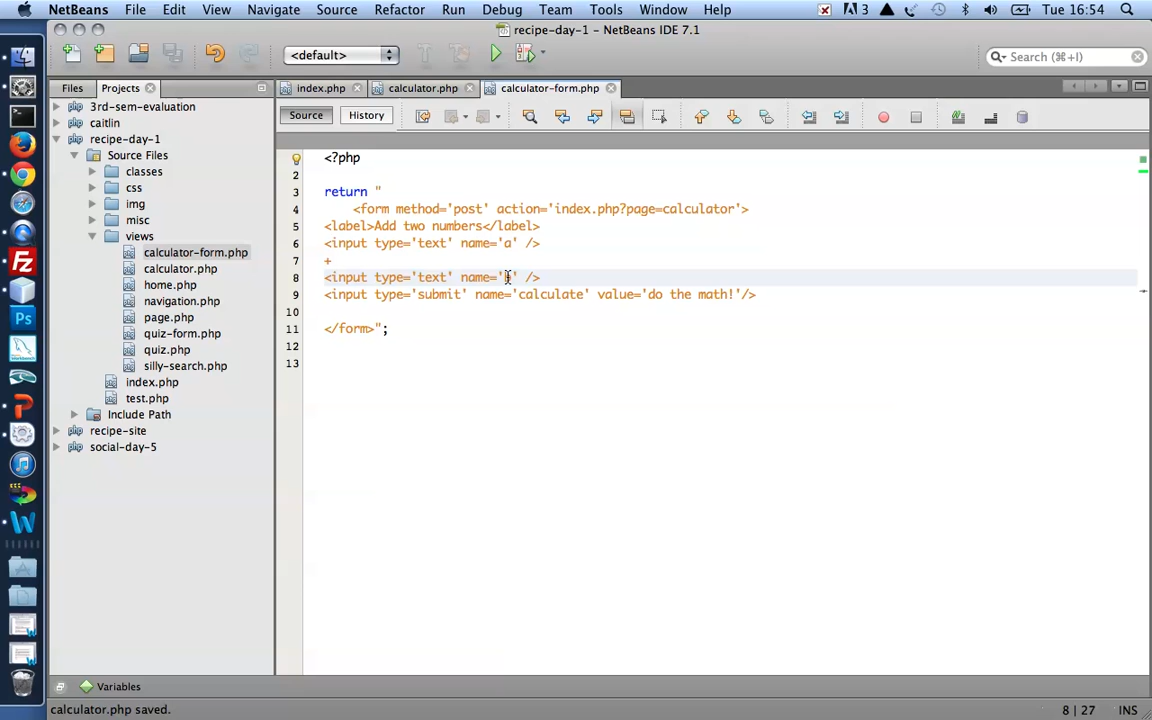 NetBeans File Edit View Navigate Source Refactor Run Debug Team Tools Window Help 3 Tue 16:54
recipe-day-1 – NetBeans IDE 7.1
<default> Search (⌘+I)
Files Projects index.php calculator.php calculator-form.php
Source History
3rd-sem-evaluation
caitlin
recipe-day-1
Source Files
classes
css
img
misc
views
calculator-form.php
calculator.php
home.php
navigation.php
page.php
quiz-form.php
quiz.php
silly-search.php
index.php
test.php
Include Path
recipe-site
social-day-5
1 <?php
2
3 return "
4 <form method='post' action='index.php?page=calculator'>
5 <label>Add two numbers</label>
6 <input type='text' name='a' />
7 +
8 <input type='text' name='' />
9 <input type='submit' name='calculate' value='do the math!'/>
10
11 </form>";
12
13
Variables
calculator.php saved. 8 | 27 INS